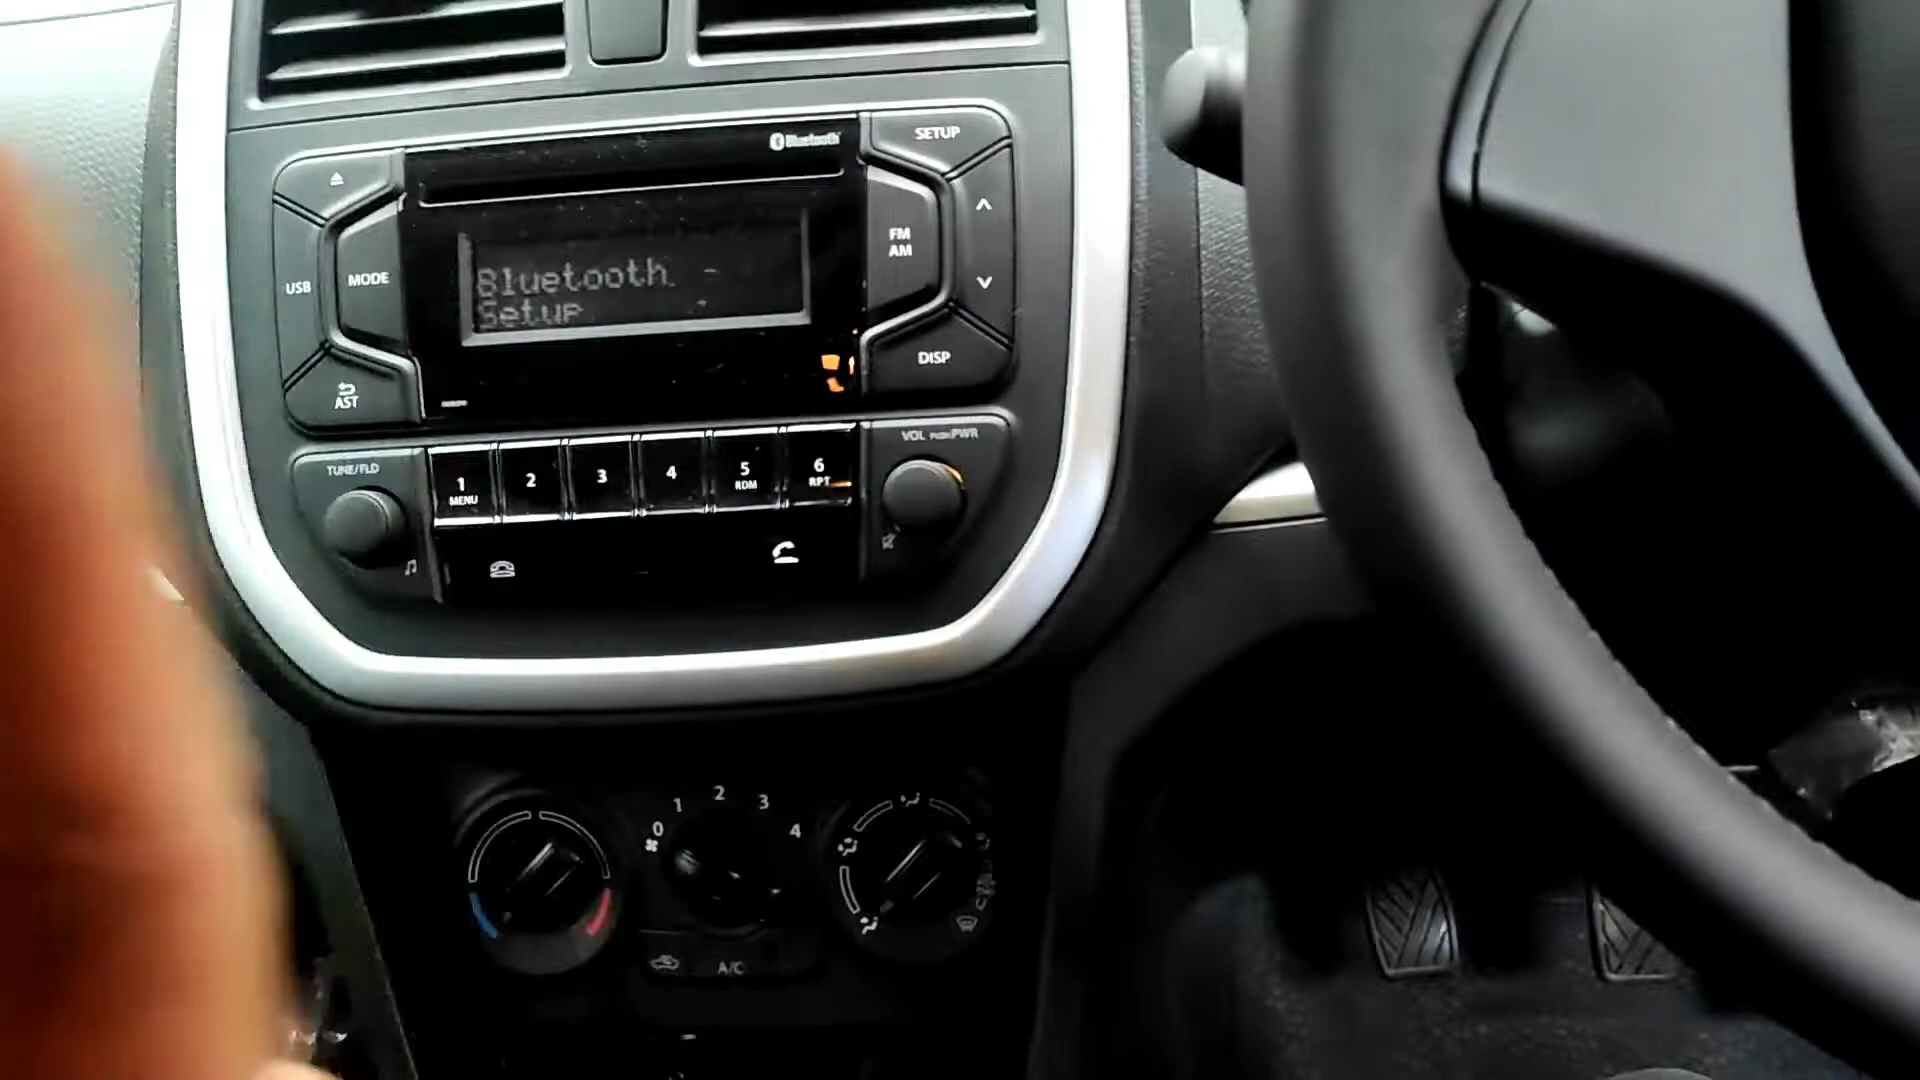 Bluetooth
SETUP
USB
MODE
Bluetooth
Setup
FM
AM
AST
DISP
TUNE/FLD
VOL PUSH PWR
1
MENU
2
3
4
5
RDM
6
RPT
0
1
2
3
4
A/C